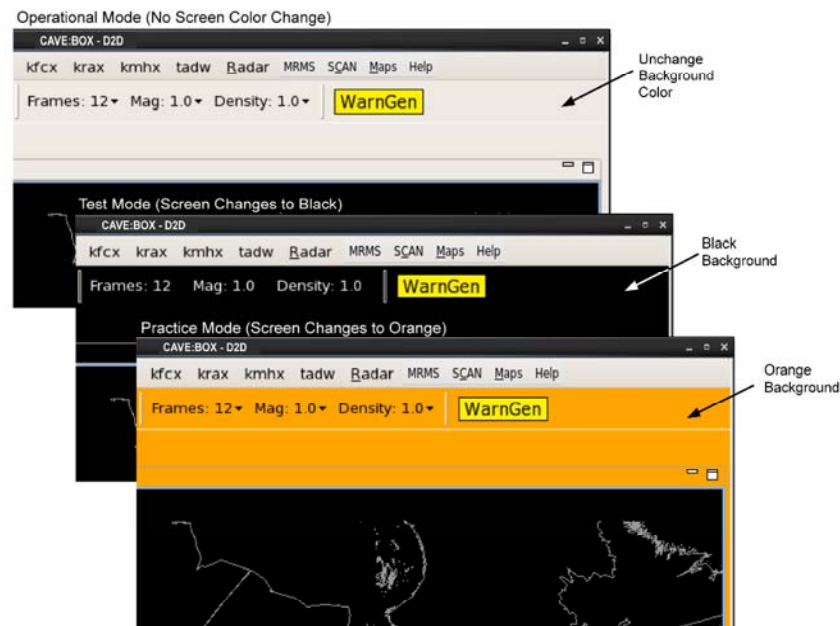 Operational Mode (No Screen Color Change)
CAVE:BOX - D2D
kfcx krax kmhx tadw Radar MRMS SCAN Maps Help
Frames: 12 Mag: 1.0 Density: 1.0 WarnGen
Unchange
Background
Color
Test Mode (Screen Changes to Black)
CAVE:BOX - D2D
kfcx krax kmhx tadw Radar MRMS SCAN Maps Help
Frames: 12 Mag: 1.0 Density: 1.0 WarnGen
Black
Background
Practice Mode (Screen Changes to Orange)
CAVE:BOX - D2D
kfcx krax kmhx tadw Radar MRMS SCAN Maps Help
Frames: 12 Mag: 1.0 Density: 1.0 WarnGen
Orange
Background